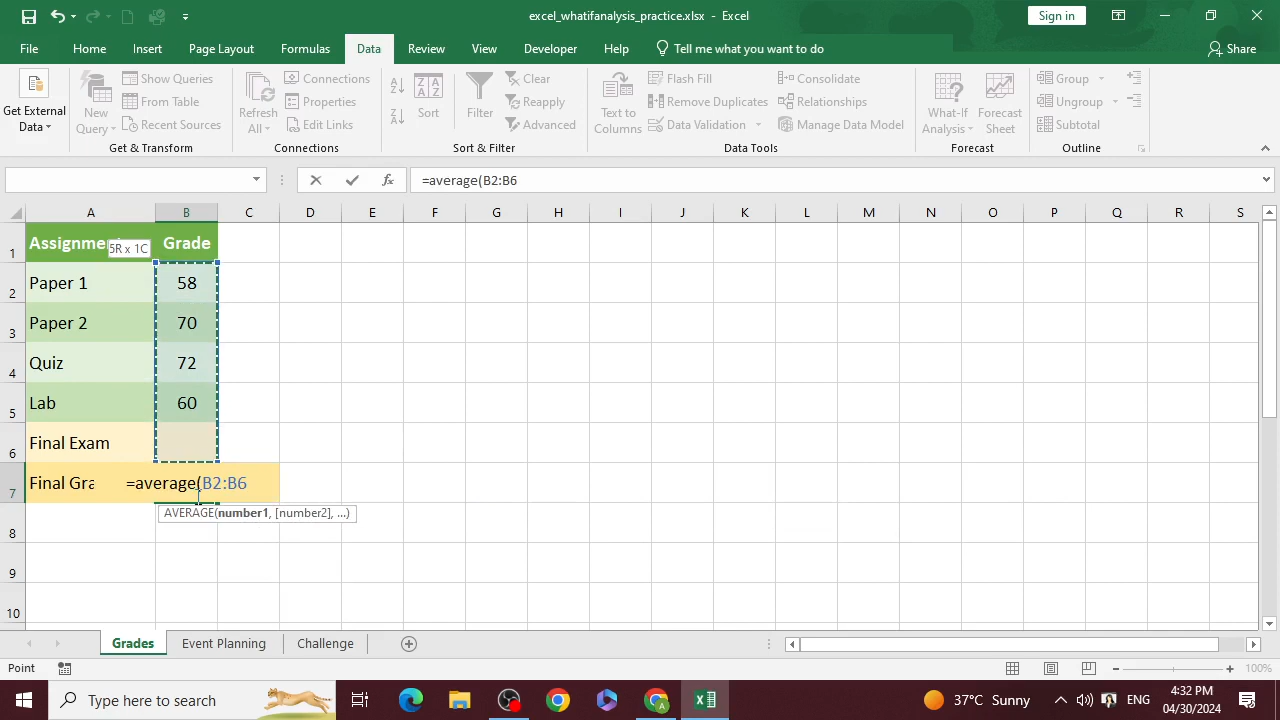 excel_whatifanalysis_practice.xlsx - Excel
Sign in
File Home Insert Page Layout Formulas Data Review View Developer Help Tell me what you want to do Share
Get External Data
New Query
Show Queries
From Table
Recent Sources
Get & Transform
Refresh All
Connections
Properties
Edit Links
Connections
Sort
Filter
Clear
Reapply
Advanced
Sort & Filter
Text to Columns
Flash Fill
Remove Duplicates
Data Validation
Consolidate
Relationships
Manage Data Model
Data Tools
What-If Analysis
Forecast Sheet
Forecast
Group
Ungroup
Subtotal
Outline
fx =average(B2:B6
A B C D E F G H I J K L M N O P Q R S
1 Assignme 5R x 1C Grade
2 Paper 1 58
3 Paper 2 70
4 Quiz 72
5 Lab 60
6 Final Exam
7 Final Gra =average(B2:B6
AVERAGE(number1, [number2], ...)
8
9
10
Grades Event Planning Challenge
Point 100%
Type here to search 37°C Sunny ENG 4:32 PM
04/30/2024